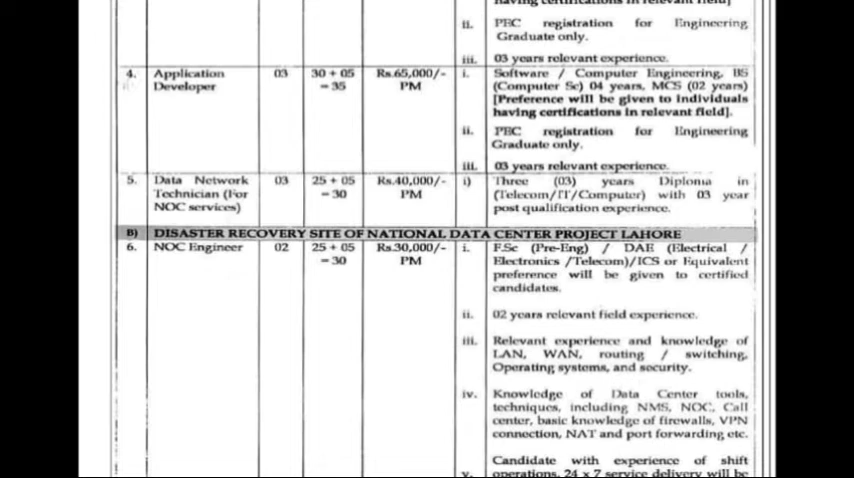 having certifications in relevant field]
ii. PEC registration for Engineering
Graduate only.
iii. 03 years relevant experience.
4. Application 03 30 + 05 Rs.65,000/- i. Software / Computer Engineering, BS
Developer = 35 PM (Computer Sc) 04 years, MCS (02 years)
[Preference will be given to individuals
having certifications in relevant field].
ii. PEC registration for Engineering
Graduate only.
iii. 03 years relevant experience.
5. Data Network 03 25 + 05 Rs.40,000/- i) Three (03) years Diploma in
Technician (For = 30 PM (Telecom/IT/Computer) with 03 year
NOC services) post qualification experience.
B) DISASTER RECOVERY SITE OF NATIONAL DATA CENTER PROJECT LAHORE
6. NOC Engineer 02 25 + 05 Rs.30,000/- i. F.Sc (Pre-Eng) / DAE (Electrical /
= 30 PM Electronics /Telecom)/ICS or Equivalent
preference will be given to certified
candidates.
ii. 02 years relevant field experience.
iii. Relevant experience and knowledge of
LAN, WAN, routing / switching,
Operating systems, and security.
iv. Knowledge of Data Center tools,
techniques, including NMS, NOC, Call
center, basic knowledge of firewalls, VPN
connection, NAT and port forwarding etc.
v. Candidate with experience of shift
operations, 24 x 7 service delivery will be